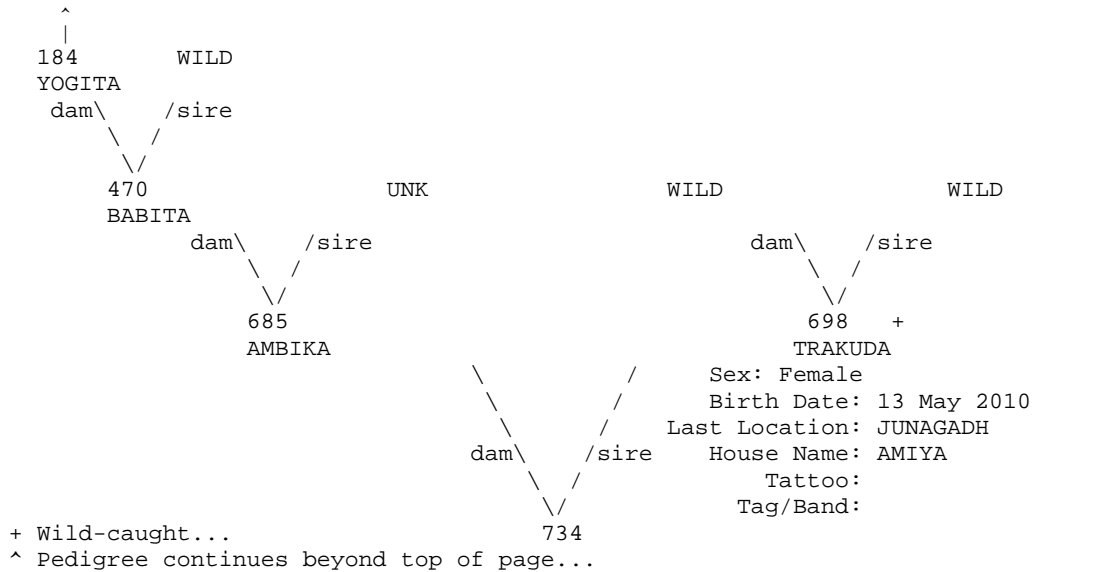 ^
|
184 WILD
YOGITA
dam\ /sire
\ /
\/
470 UNK WILD WILD
BABITA
dam\ /sire dam\ /sire
\ / \ /
\/ \/
685 698 +
AMBIKA TRAKUDA
\ / Sex: Female
\ / Birth Date: 13 May 2010
\ / Last Location: JUNAGADH
dam\ /sire House Name: AMIYA
\ / Tattoo:
\/ Tag/Band:
+ Wild-caught... 734
^ Pedigree continues beyond top of page...